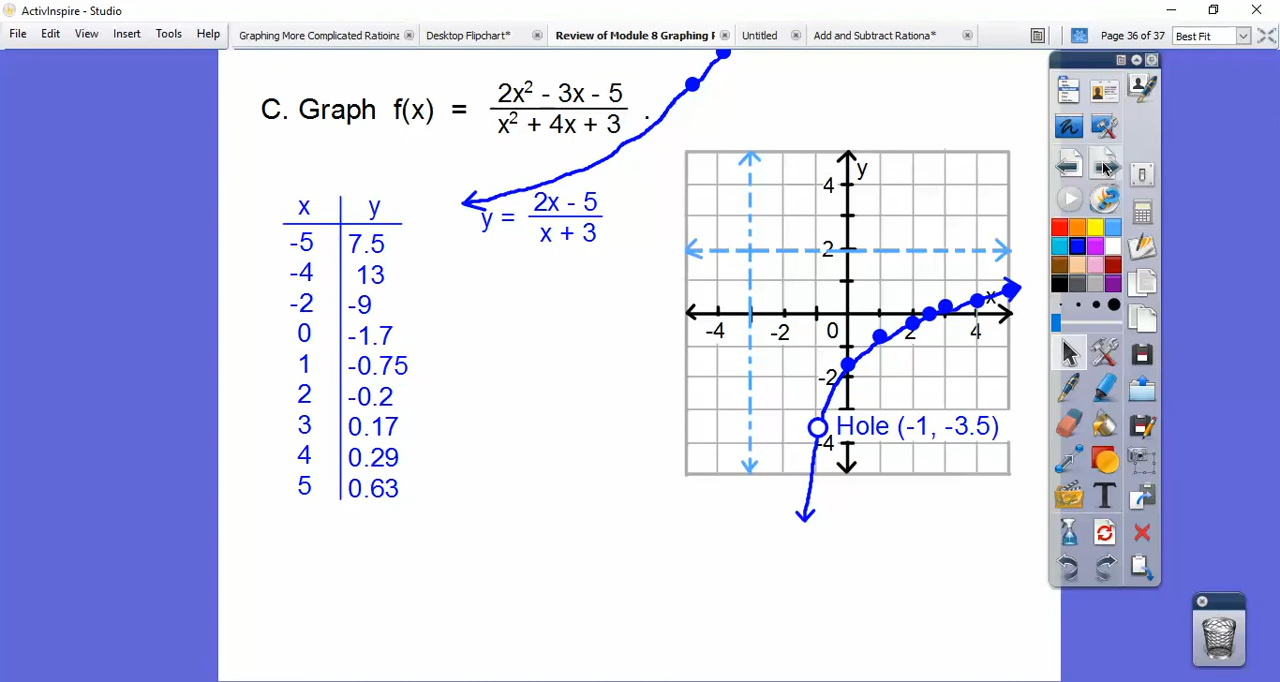 ActivInspire - Studio
File Edit View Insert Tools Help
Graphing More Complicated Rationa
Desktop Flipchart*
Review of Module 8 Graphing F
Untitled
Add and Subtract Rationa*
Page 36 of 37
Best Fit
C. Graph f(x) = 2x² - 3x - 5 / x² + 4x + 3 .
y = 2x - 5 / x + 3
x y
-5 7.5
-4 13
-2 -9
0 -1.7
1 -0.75
2 -0.2
3 0.17
4 0.29
5 0.63
y
4
2
x
-4 -2 0 2 4
-2
Hole (-1, -3.5)
-4